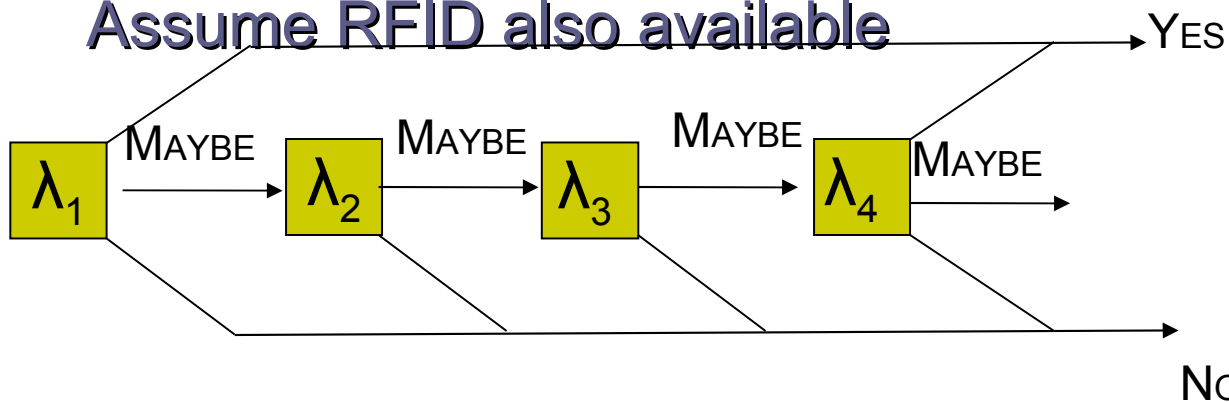 Assume RFID also available
YES
MAYBE
MAYBE
MAYBE
MAYBE
λ1
λ2
λ3
λ4
NO